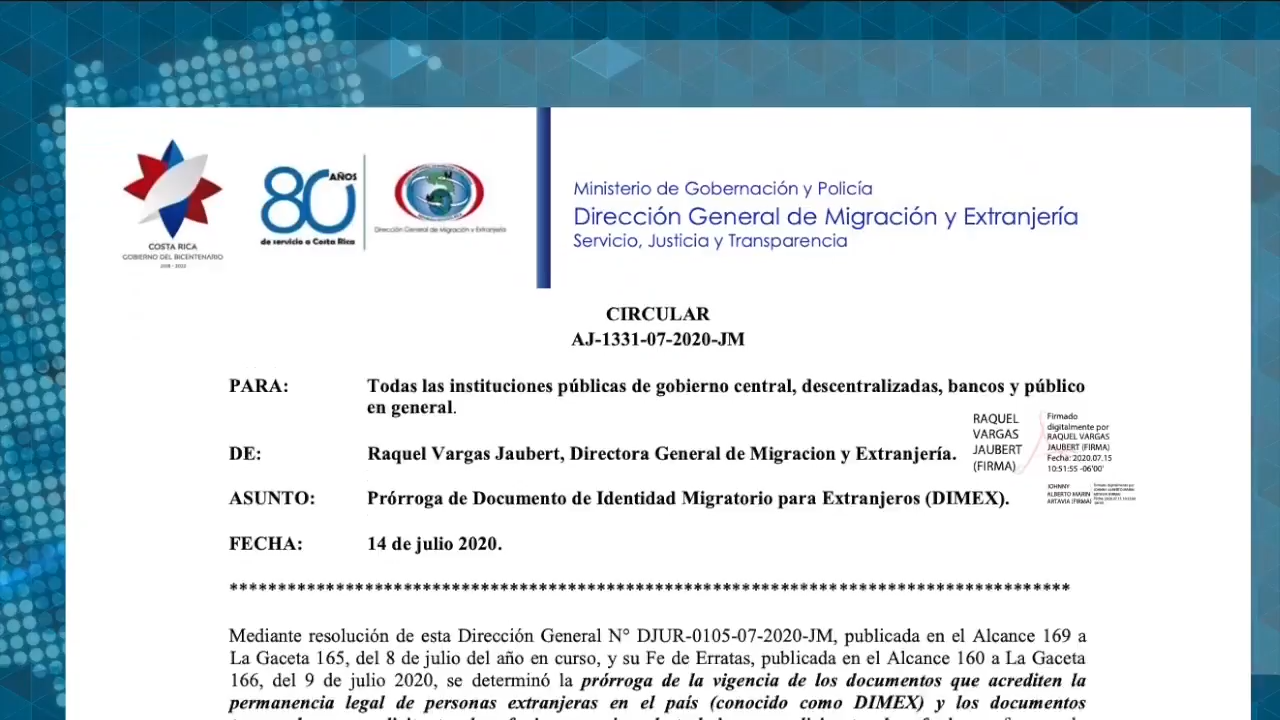 COSTA RICA
GOBIERNO DEL BICENTENARIO
2018 - 2022
80 AÑOS
de servicio a Costa Rica
Dirección General de Migración y Extranjería
Ministerio de Gobernación y Policía
Dirección General de Migración y Extranjería
Servicio, Justicia y Transparencia
CIRCULAR
AJ-1331-07-2020-JM
PARA: Todas las instituciones públicas de gobierno central, descentralizadas, bancos y público
en general.
DE: Raquel Vargas Jaubert, Directora General de Migracion y Extranjería.
RAQUEL
VARGAS
JAUBERT
(FIRMA)
Firmado
digitalmente por
RAQUEL VARGAS
JAUBERT (FIRMA)
Fecha: 2020.07.15
10:51:55 -06'00'
ASUNTO: Prórroga de Documento de Identidad Migratorio para Extranjeros (DIMEX).
JOHNNY
ALBERTO MARIN
ARTAVIA (FIRMA)
FECHA: 14 de julio 2020.
Mediante resolución de esta Dirección General N° DJUR-0105-07-2020-JM, publicada en el Alcance 169 a
La Gaceta 165, del 8 de julio del año en curso, y su Fe de Erratas, publicada en el Alcance 160 a La Gaceta
166, del 9 de julio 2020, se determinó la prórroga de la vigencia de los documentos que acrediten la
permanencia legal de personas extranjeras en el país (conocido como DIMEX) y los documentos